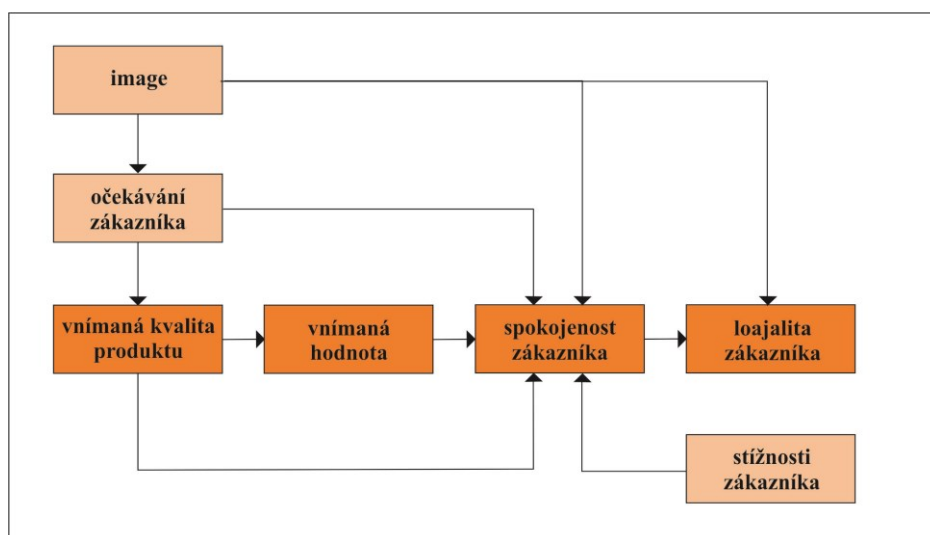 image
očekávání
zákazníka
vnímaná kvalita
produktu
vnímaná
hodnota
spokojenost
zákazníka
loajalita
zákazníka
stížnosti
zákazníka